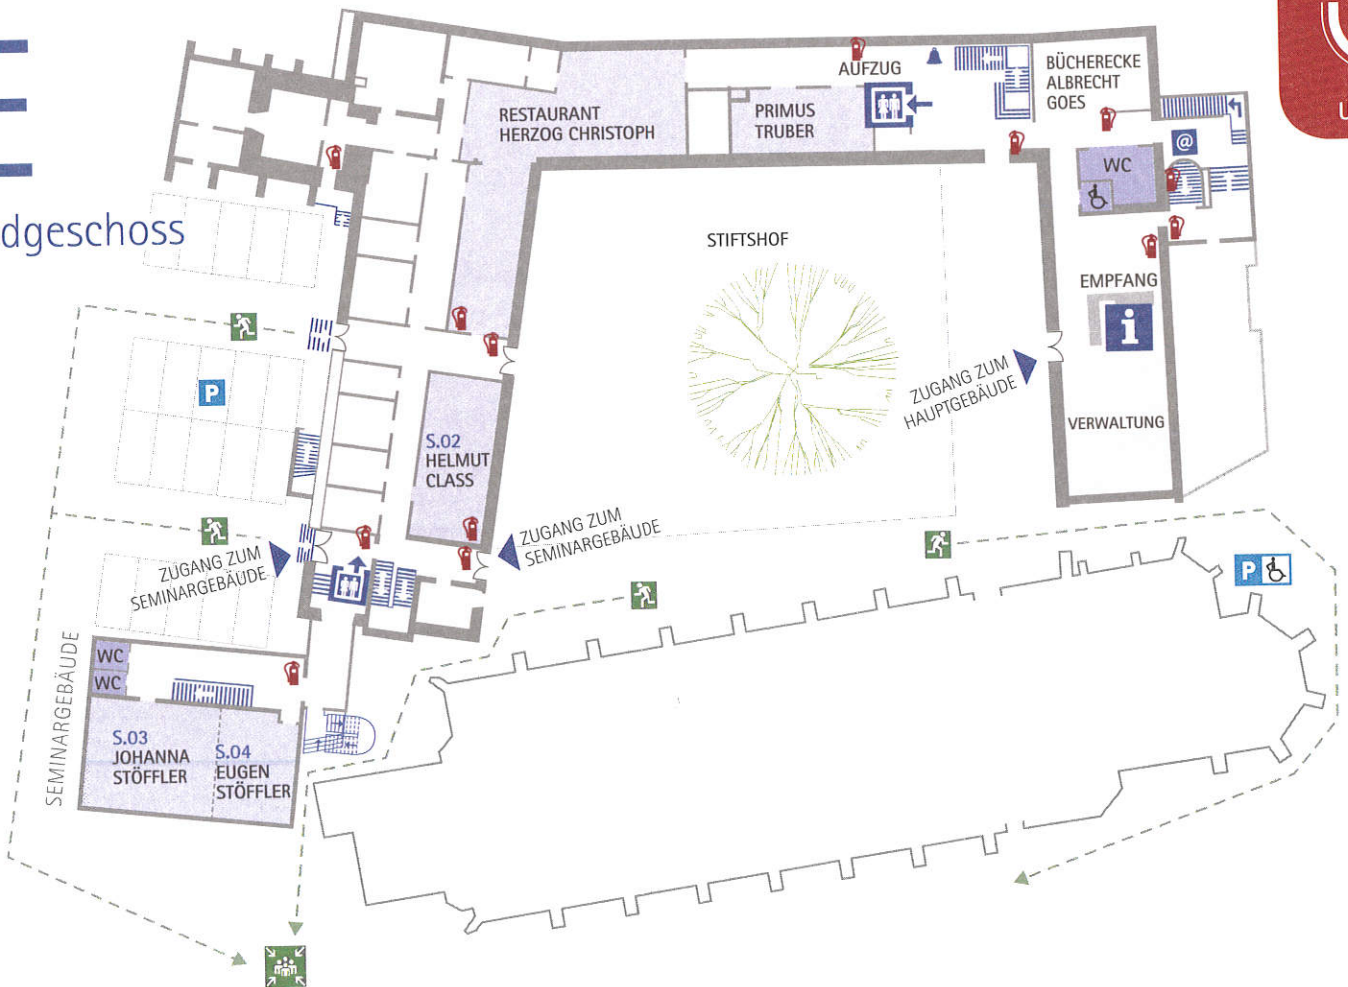 dgeschoss
AUFZUG
BÜCHERECKE
ALBRECHT
GOES
RESTAURANT
HERZOG CHRISTOPH
PRIMUS
TRUBER
U
@
WC
STIFTSHOF
EMPFANG
i
P
ZUGANG ZUM
HAUPTGEBÄUDE
VERWALTUNG
S.02
HELMUT
CLASS
ZUGANG ZUM
SEMINARGEBÄUDE
ZUGANG ZUM
SEMINARGEBÄUDE
P
SEMINARGEBÄUDE
WC
WC
S.03
JOHANNA
STÖFFLER
S.04
EUGEN
STÖFFLER